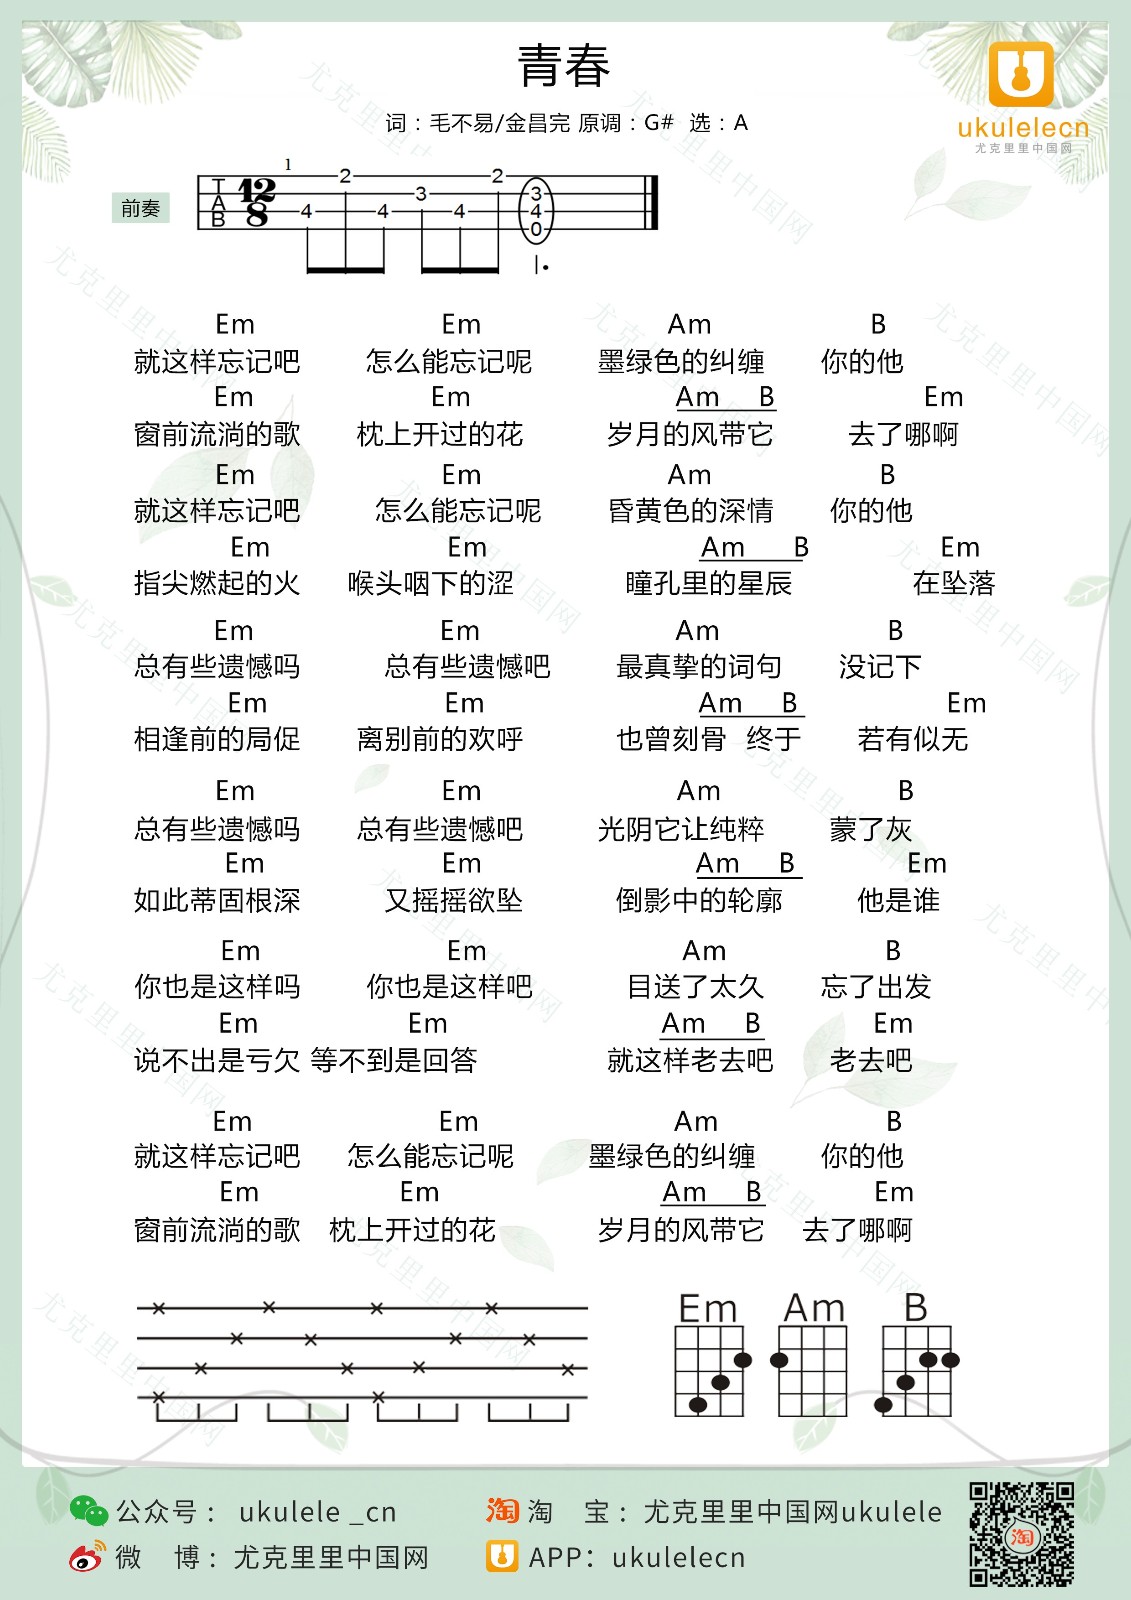 青春
词：毛不易/金昌完 原调：G# 选：A
ukulelecn
尤克里里中国网
前奏
1
T A B 12 8 4 2 4 3 4 2 3 4 0
Em Em Am B
就这样忘记吧 怎么能忘记呢 墨绿色的纠缠 你的他
Em Em Am B Em
窗前流淌的歌 枕上开过的花 岁月的风带它 去了哪啊
Em Em Am B
就这样忘记吧 怎么能忘记呢 昏黄色的深情 你的他
Em Em Am B Em
指尖燃起的火 喉头咽下的涩 瞳孔里的星辰 在坠落
Em Em Am B
总有些遗憾吗 总有些遗憾吧 最真挚的词句 没记下
Em Em Am B Em
相逢前的局促 离别前的欢呼 也曾刻骨 终于 若有似无
Em Em Am B
总有些遗憾吗 总有些遗憾吧 光阴它让纯粹 蒙了灰
Em Em Am B Em
如此蒂固根深 又摇摇欲坠 倒影中的轮廓 他是谁
Em Em Am B
你也是这样吗 你也是这样吧 目送了太久 忘了出发
Em Em Am B Em
说不出是亏欠 等不到是回答 就这样老去吧 老去吧
Em Em Am B
就这样忘记吧 怎么能忘记呢 墨绿色的纠缠 你的他
Em Em Am B Em
窗前流淌的歌 枕上开过的花 岁月的风带它 去了哪啊
Em Am B
公众号： ukulele _cn 淘 淘 宝：尤克里里中国网ukulele
微 博：尤克里里中国网 APP：ukulelecn
淘